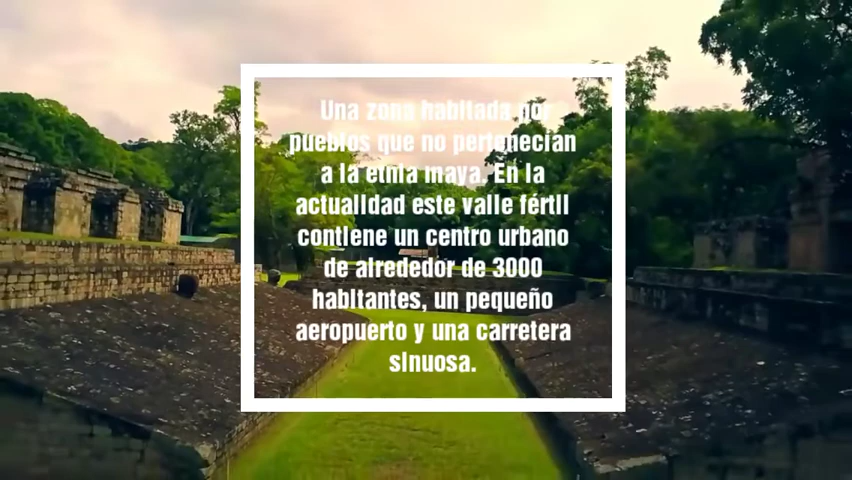 Una zona habitada por
pueblos que no pertenecían
a la etnia maya. En la
actualidad este valle fértil
contiene un centro urbano
de alrededor de 3000
habitantes, un pequeño
aeropuerto y una carretera
sinuosa.